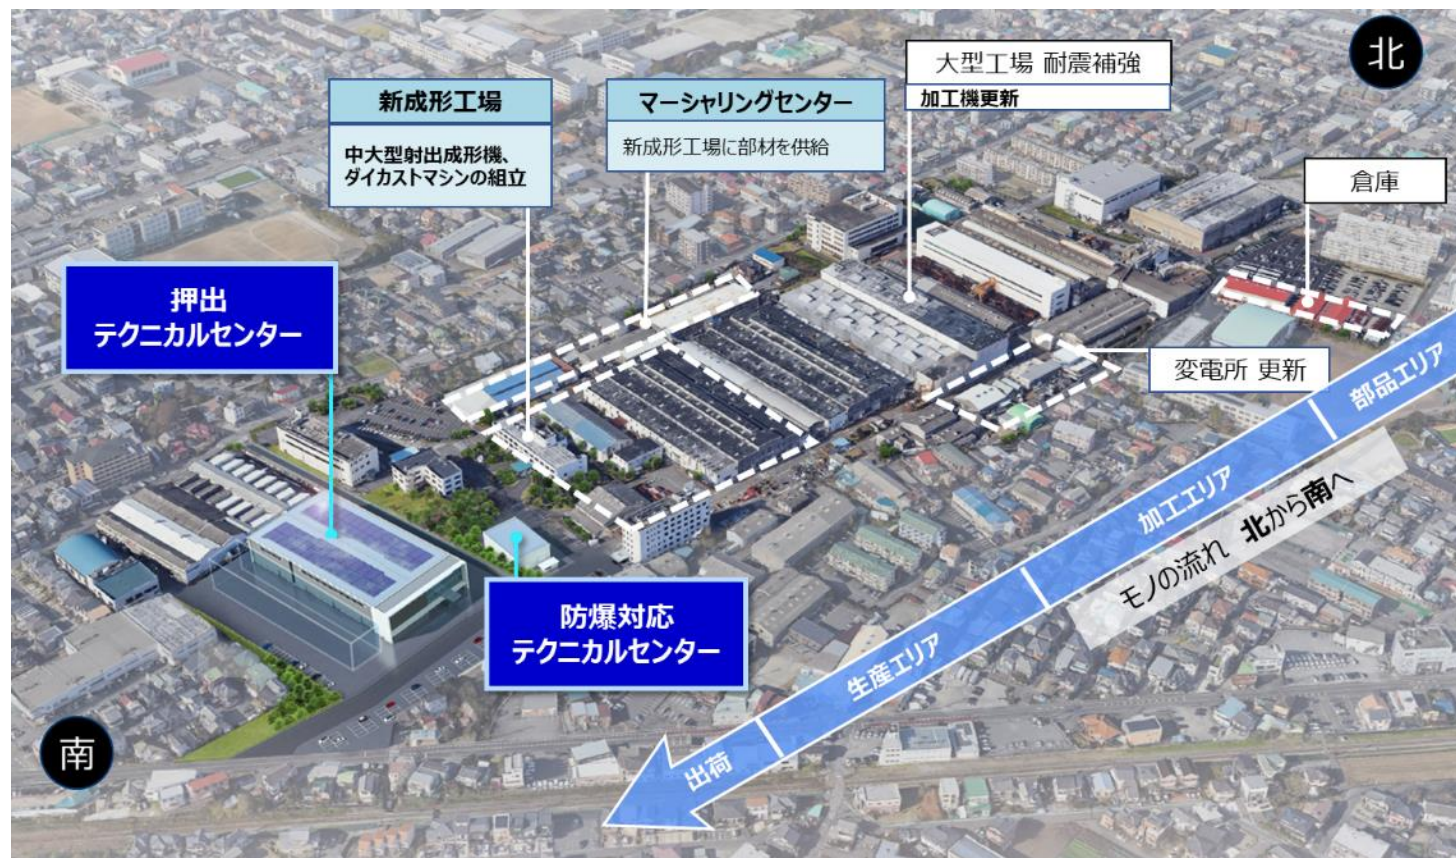 北
大型工場 耐震補強
加工機更新
新成形工場
中大型射出成形機、
ダイカストマシンの組立
マーシャリングセンター
新成形工場に部材を供給
倉庫
押出
テクニカルセンター
変電所 更新
部品エリア
加工エリア
モノの流れ 北から南へ
生産エリア
防爆対応
テクニカルセンター
南
出荷